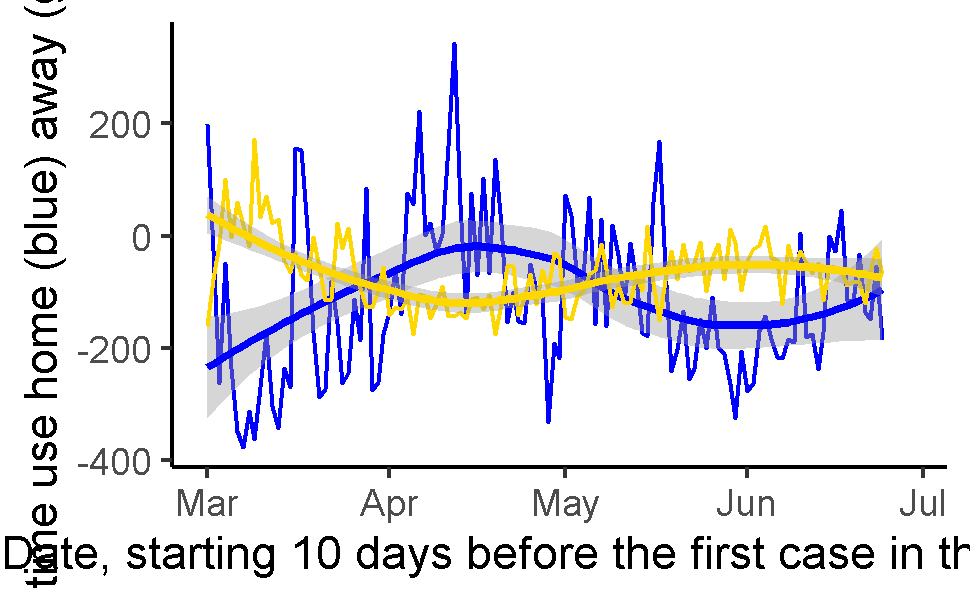 time use home (blue) away (
200
0
-200
-400
Mar Apr May Jun Jul
Date, starting 10 days before the first case in th